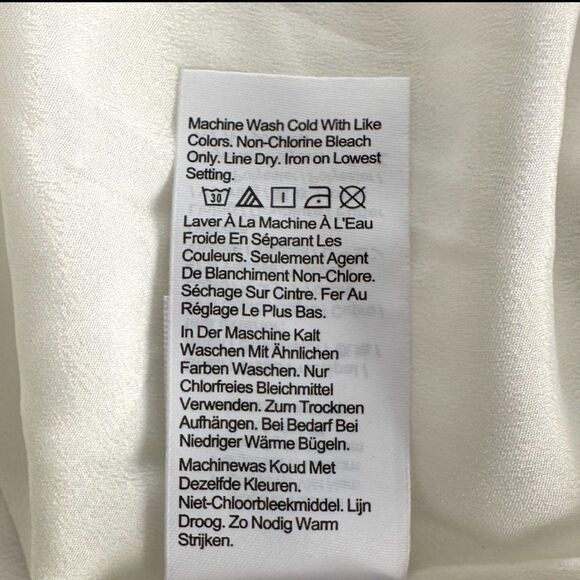 Machine Wash Cold With Like
Colors. Non-Chlorine Bleach
Only. Line Dry. Iron on Lowest
Setting.
30
Laver À La Machine À L'Eau
Froide En Séparant Les
Couleurs. Seulement Agent
De Blanchiment Non-Chlore.
Séchage Sur Cintre. Fer Au
Réglage Le Plus Bas.
In Der Maschine Kalt
Waschen Mit Ähnlichen
Farben Waschen. Nur
Chlorfreies Bleichmittel
Verwenden. Zum Trocknen
Aufhängen. Bei Bedarf Bei
Niedriger Wärme Bügeln.
Machinewas Koud Met
Dezelfde Kleuren.
Niet-Chloorbleekmiddel. Lijn
Droog. Zo Nodig Warm
Strijken.